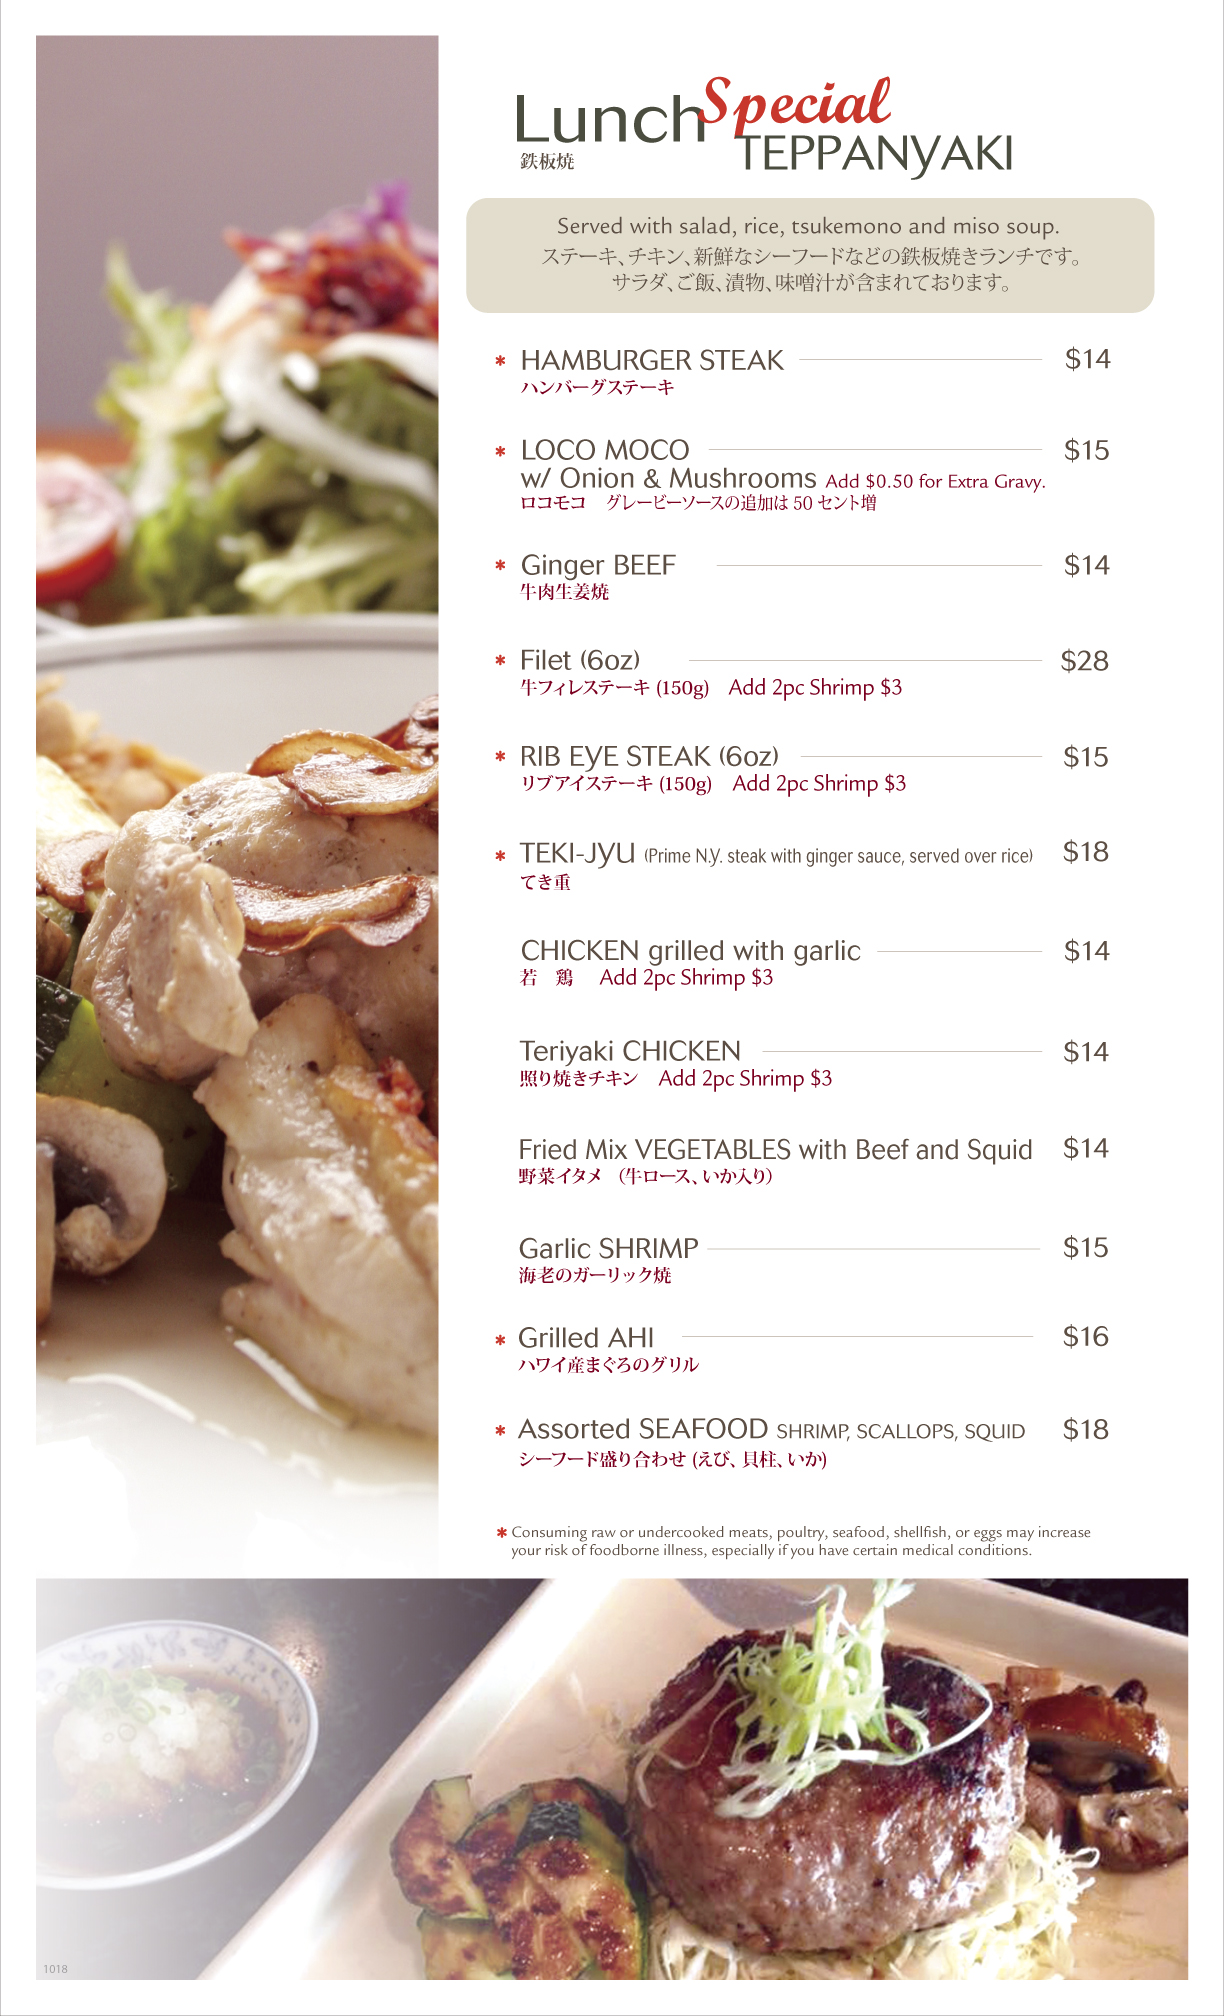 Lunch Special
鉄板焼 TEPPANYAKI
Served with salad, rice, tsukemono and miso soup.
ステーキ、チキン、新鮮なシーフードなどの鉄板焼きランチです。
サラダ、ご飯、漬物、味噌汁が含まれております。
* HAMBURGER STEAK $14
ハンバーグステーキ
* LOCO MOCO $15
w/ Onion & Mushrooms Add $0.50 for Extra Gravy.
ロコモコ グレービーソースの追加は 50 セント増
* Ginger BEEF $14
牛肉生姜焼
* Filet (6oz) $28
牛フィレステーキ (150g) Add 2pc Shrimp $3
* RIB EYE STEAK (6oz) $15
リブアイステーキ (150g) Add 2pc Shrimp $3
* TEKI-JYU (Prime N.Y. steak with ginger sauce, served over rice) $18
てき重
CHICKEN grilled with garlic $14
若 鶏 Add 2pc Shrimp $3
Teriyaki CHICKEN $14
照り焼きチキン Add 2pc Shrimp $3
Fried Mix VEGETABLES with Beef and Squid $14
野菜イタメ （牛ロース、いか入り）
Garlic SHRIMP $15
海老のガーリック焼
* Grilled AHI $16
ハワイ産まぐろのグリル
* Assorted SEAFOOD SHRIMP, SCALLOPS, SQUID $18
シーフード盛り合わせ (えび、貝柱、いか)
* Consuming raw or undercooked meats, poultry, seafood, shellfish, or eggs may increase
your risk of foodborne illness, especially if you have certain medical conditions.
1018